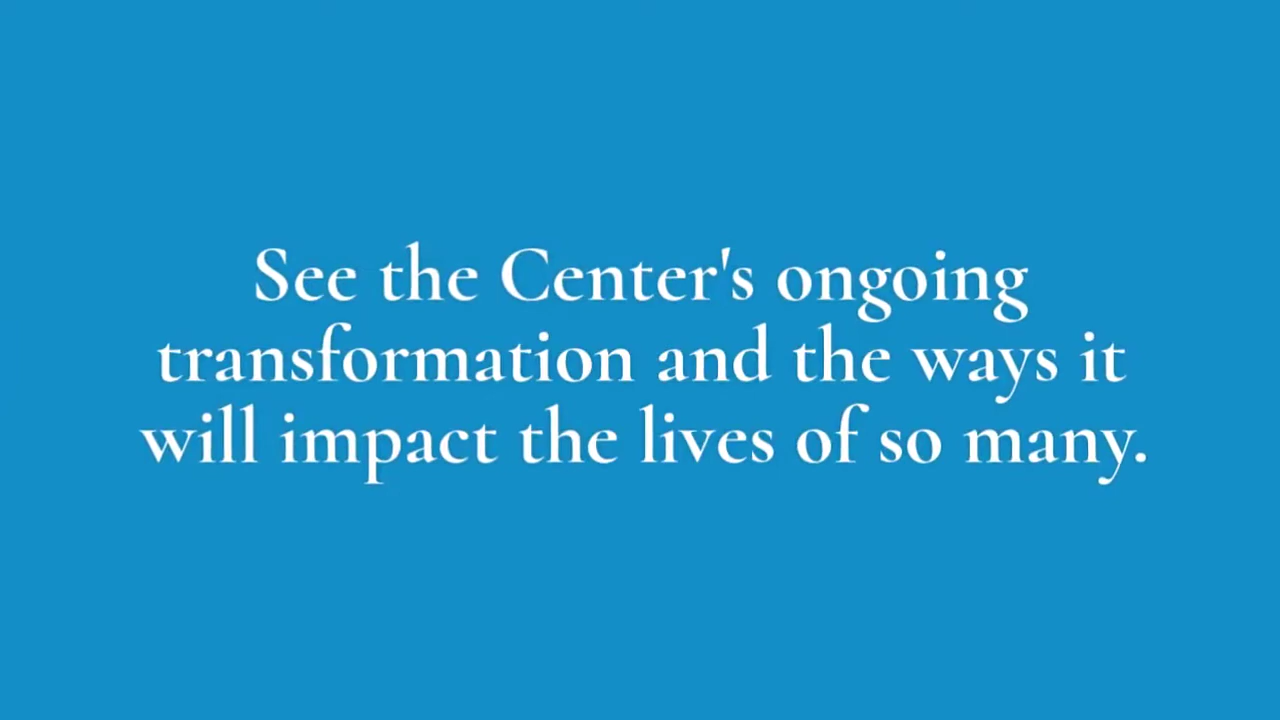 See the Center's ongoing
transformation and the ways it
will impact the lives of so many.